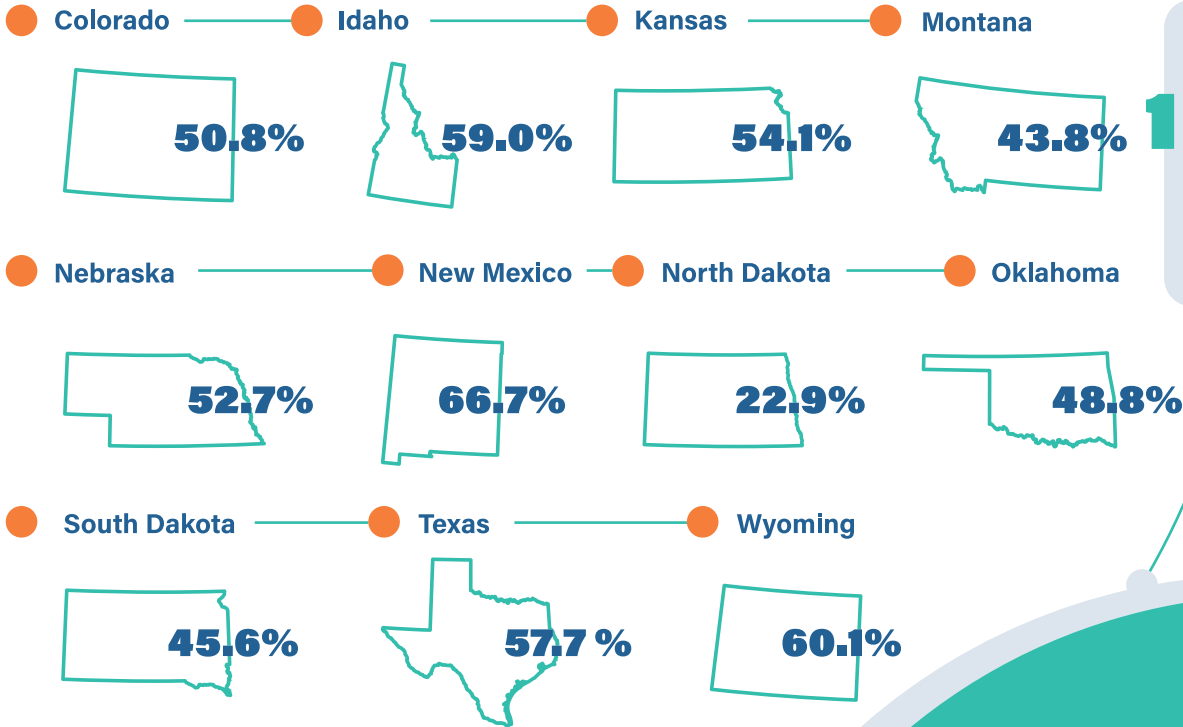 Colorado Idaho Kansas Montana
50.8% 59.0% 54.1% 43.8% 1
Nebraska New Mexico North Dakota Oklahoma
52.7% 66.7% 22.9% 48.8%
South Dakota Texas Wyoming
45.6% 57.7 % 60.1%